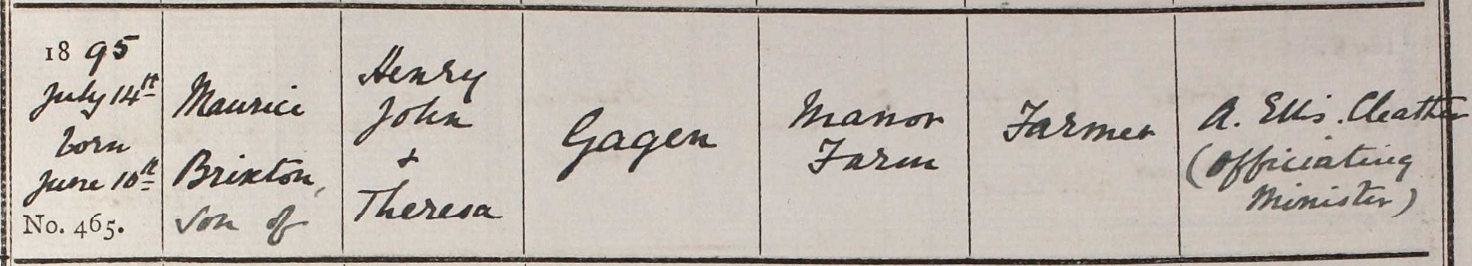 1895
July 14th
born
June 10th
No. 465.
Maurice
Brixton,
son of
Henry
John
+
Theresa
Gagen
Manor
Farm
Farmer
A. Ellis. Cleather
(Officiating
Minister)